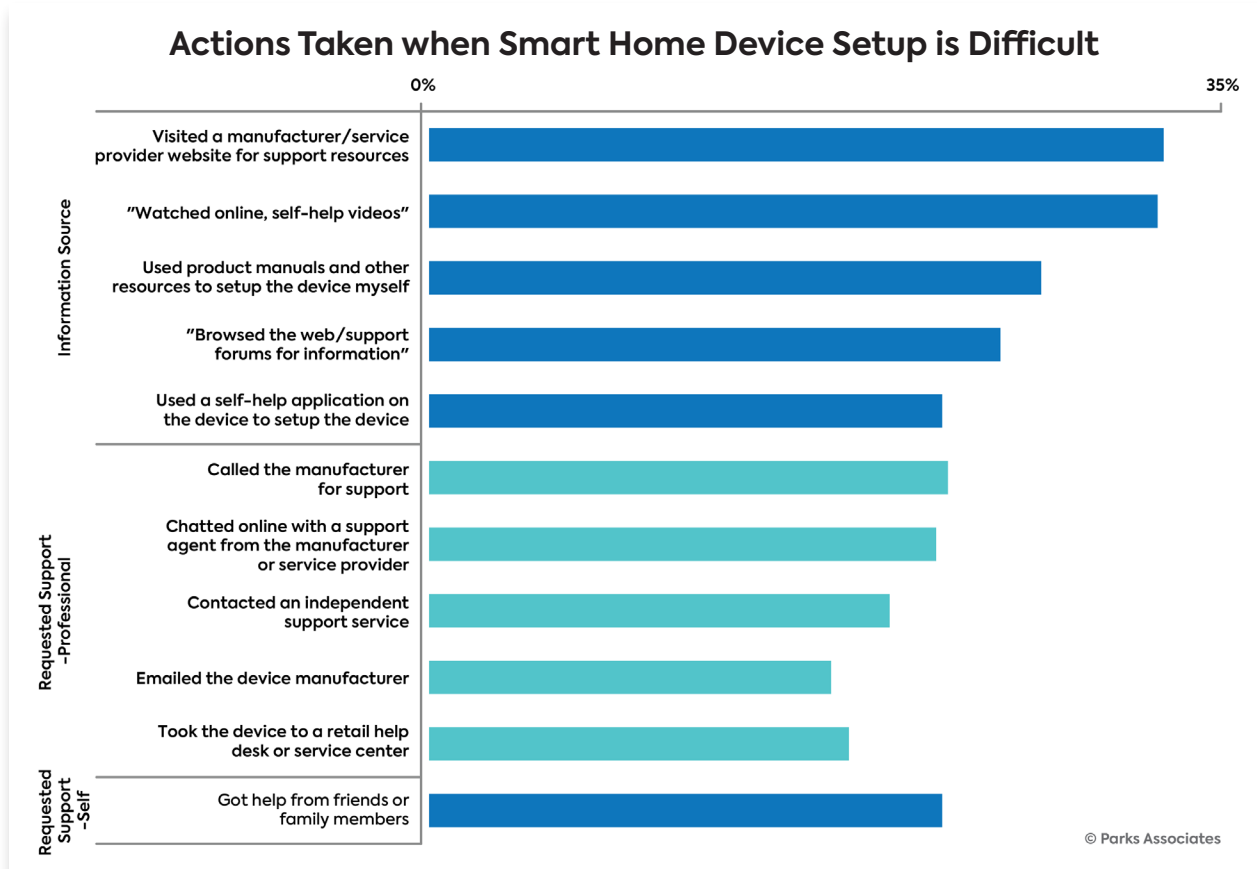 Actions Taken when Smart Home Device Setup is Difficult
0%
35%
Information Source
Visited a manufacturer/service
provider website for support resources
"Watched online, self-help videos"
Used product manuals and other
resources to setup the device myself
"Browsed the web/support
forums for information"
Used a self-help application on
the device to setup the device
Requested Support
-Professional
Called the manufacturer
for support
Chatted online with a support
agent from the manufacturer
or service provider
Contacted an independent
support service
Emailed the device manufacturer
Took the device to a retail help
desk or service center
Requested
Support
-Self
Got help from friends or
family members
© Parks Associates